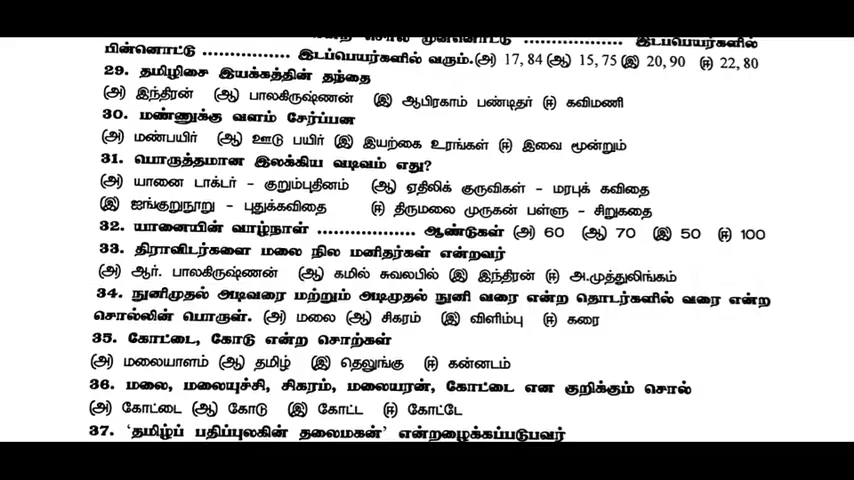 சொல் முன்னொட்டு .................. இடப்பெயர்களில்
பின்னொட்டு ................ இடப்பெயர்களில் வரும்.(அ) 17, 84 (ஆ) 15, 75 (இ) 20, 90 (ஈ) 22, 80
29. தமிழிசை இயக்கத்தின் தந்தை
(அ) இந்திரன் (ஆ) பாலகிருஷ்ணன் (இ) ஆபிரகாம் பண்டிதர் (ஈ) கவிமணி
30. மண்ணுக்கு வளம் சேர்ப்பன
(அ) மண்பயிர் (ஆ) ஊடு பயிர் (இ) இயற்கை உரங்கள் (ஈ) இவை மூன்றும்
31. பொருத்தமான இலக்கிய வடிவம் எது?
(அ) யானை டாக்டர் - குறும்புதினம் (ஆ) ஏதிலிக் குருவிகள் - மரபுக் கவிதை
(இ) ஐங்குறுநூறு - புதுக்கவிதை (ஈ) திருமலை முருகன் பள்ளு - சிறுகதை
32. யானையின் வாழ்நாள் .................. ஆண்டுகள் (அ) 60 (ஆ) 70 (இ) 50 (ஈ) 100
33. திராவிடர்களை மலை நில மனிதர்கள் என்றவர்
(அ) ஆர். பாலகிருஷ்ணன் (ஆ) கமில் சுவலபில் (இ) இந்திரன் (ஈ) அ.முத்துலிங்கம்
34. நுனிமுதல் அடிவரை மற்றும் அடிமுதல் நுனி வரை என்ற தொடர்களில் வரை என்ற
சொல்லின் பொருள். (அ) மலை (ஆ) சிகரம் (இ) விளிம்பு (ஈ) கரை
35. கோட்டை, கோடு என்ற சொற்கள்
(அ) மலையாளம் (ஆ) தமிழ் (இ) தெலுங்கு (ஈ) கன்னடம்
36. மலை, மலையுச்சி, சிகரம், மலையரன், கோட்டை என குறிக்கும் சொல்
(அ) கோட்டை (ஆ) கோடு (இ) கோட்ட (ஈ) கோட்டே
37. 'தமிழ்ப் பதிப்புலகின் தலைமகன்' என்றழைக்கப்படுபவர்